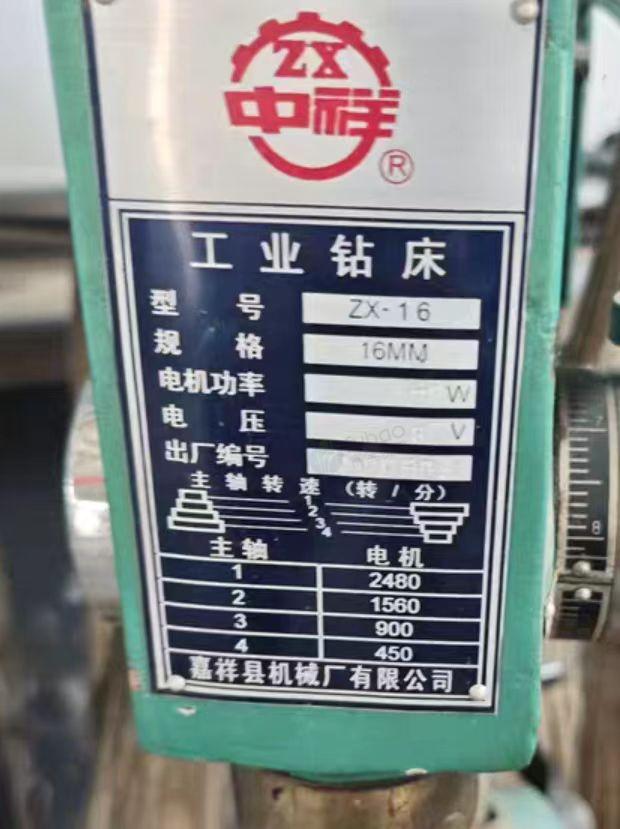 ZX
中祥
®
工业钻床
型号 ZX-16
规格 16MM
电机功率 W
电压 V
出厂编号
主轴转速(转/分)
1
2
3
4
主轴 电机
1 2480
2 1560
3 900
4 450
嘉祥县机械厂有限公司
7
8